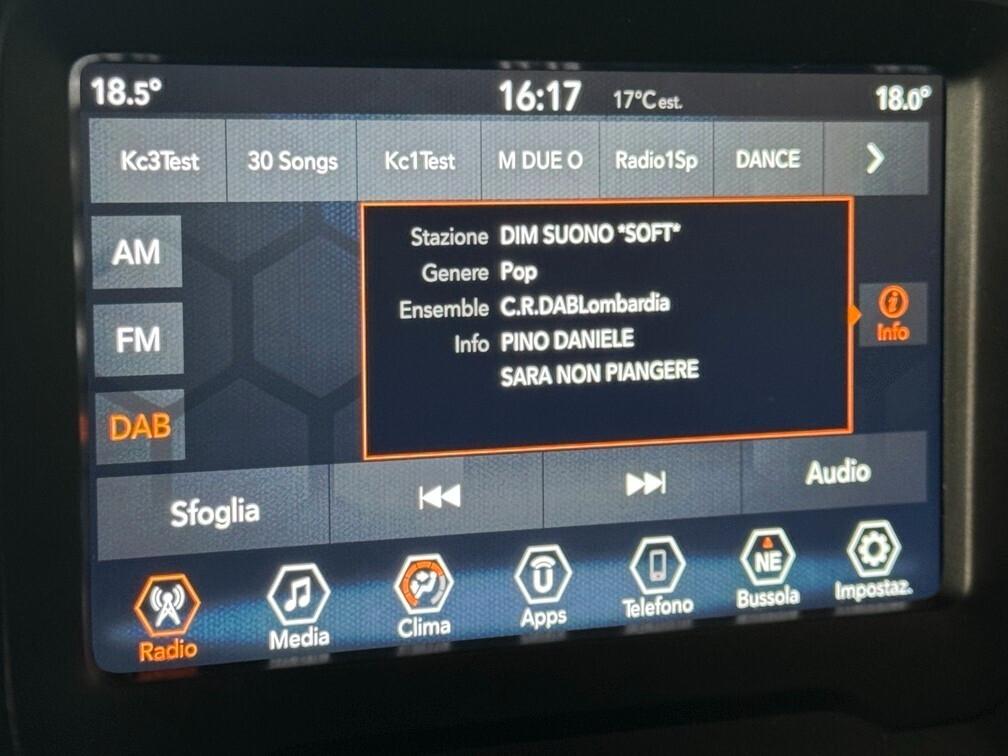 18.5° 16:17 17°C est. 18.0°
Kc3Test 30 Songs Kc1Test M DUE O Radio1Sp DANCE
AM
FM
DAB
Stazione DIM SUONO *SOFT*
Genere Pop
Ensemble C.R.DABLombardia
Info PINO DANIELE
SARA NON PIANGERE
Info
Sfoglia Audio
Radio Media Clima Apps Telefono NE Bussola Impostaz.